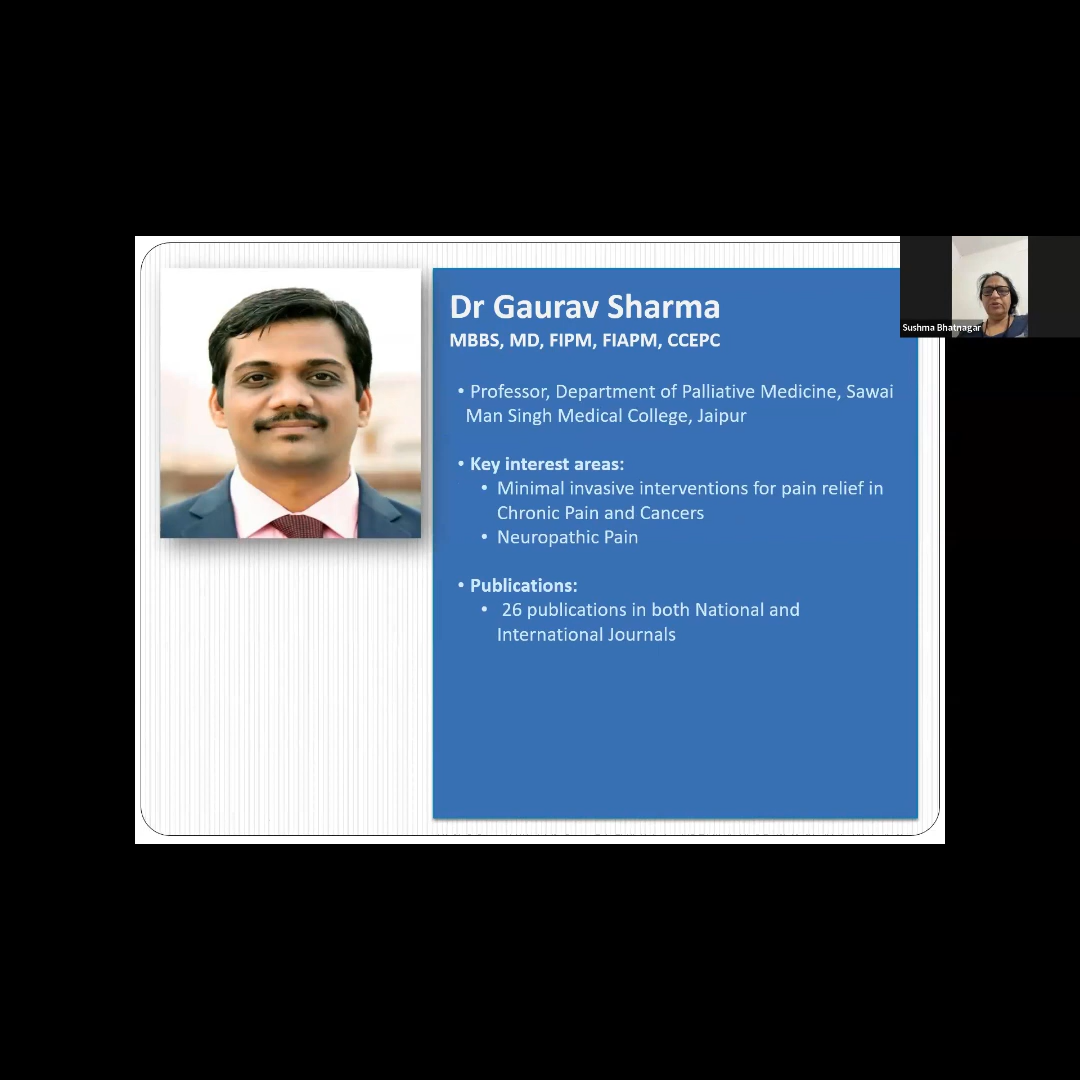 Dr Gaurav Sharma
MBBS, MD, FIPM, FIAPM, CCEPC
• Professor, Department of Palliative Medicine, Sawai
Man Singh Medical College, Jaipur
• Key interest areas:
• Minimal invasive interventions for pain relief in
Chronic Pain and Cancers
• Neuropathic Pain
• Publications:
• 26 publications in both National and
International Journals
Sushma Bhatnagar